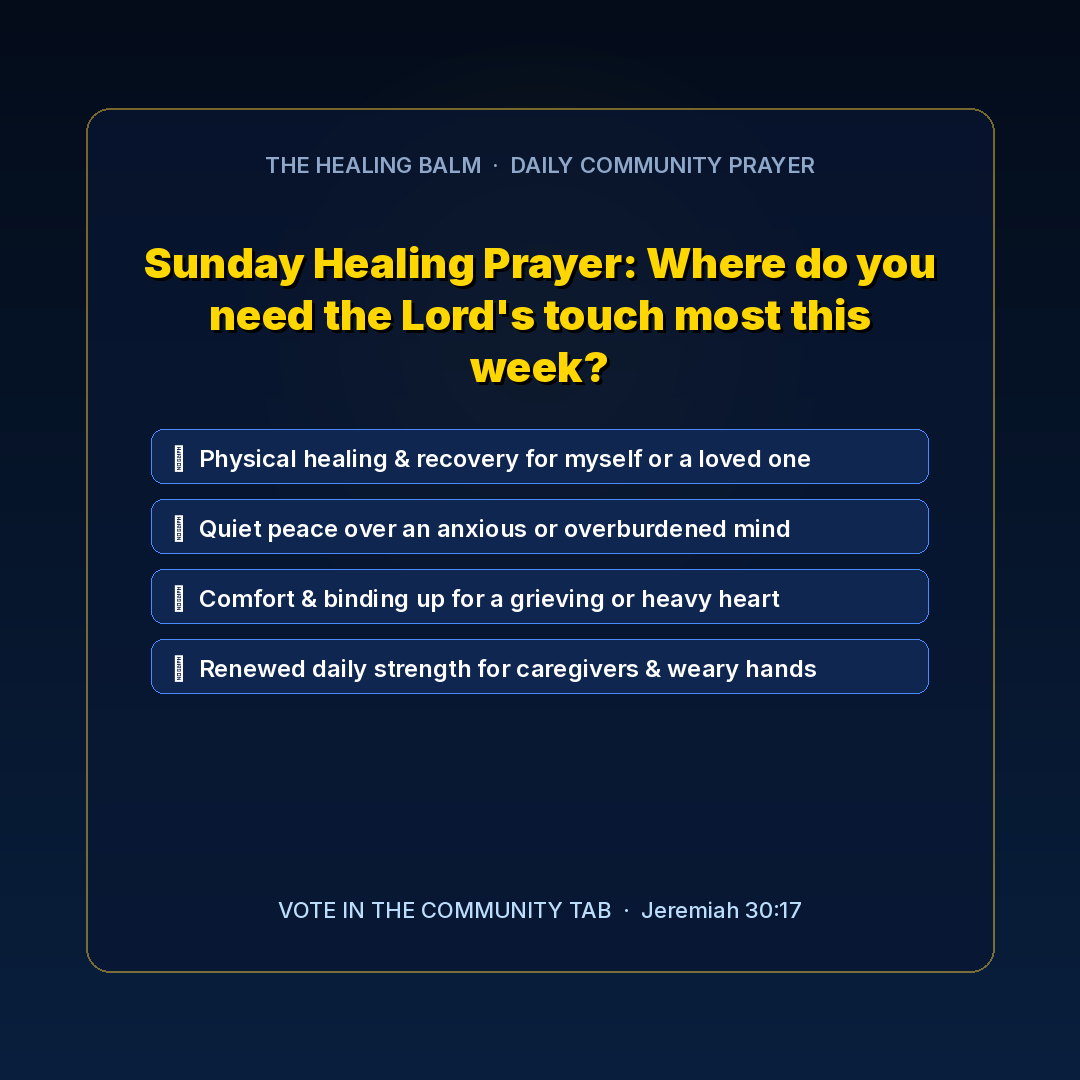 THE HEALING BALM · DAILY COMMUNITY PRAYER
Sunday Healing Prayer: Where do you
need the Lord's touch most this
week?
Physical healing & recovery for myself or a loved one
Quiet peace over an anxious or overburdened mind
Comfort & binding up for a grieving or heavy heart
Renewed daily strength for caregivers & weary hands
VOTE IN THE COMMUNITY TAB · Jeremiah 30:17